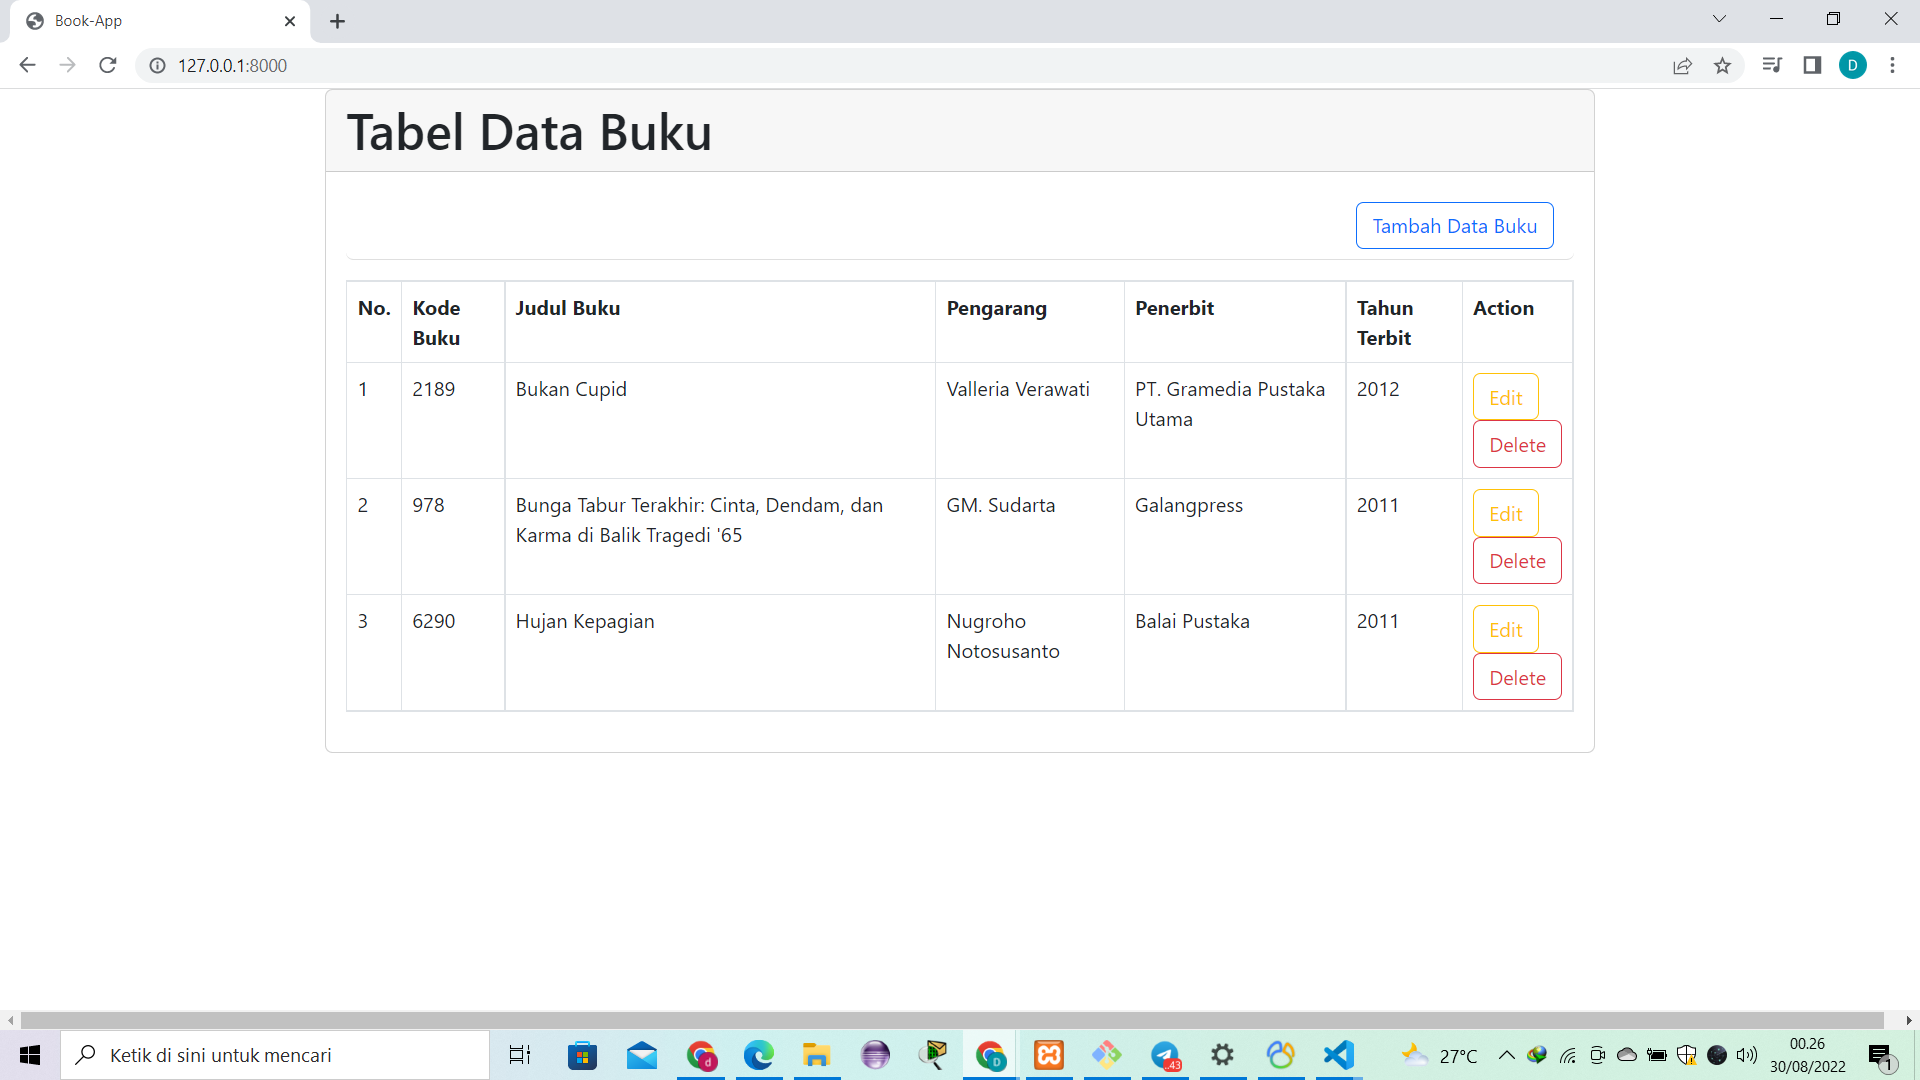 Book-App
127.0.0.1:8000
D
Tabel Data Buku
Tambah Data Buku
No. Kode Buku Judul Buku Pengarang Penerbit Tahun Terbit Action
1 2189 Bukan Cupid Valleria Verawati PT. Gramedia Pustaka Utama 2012 Edit Delete
2 978 Bunga Tabur Terakhir: Cinta, Dendam, dan Karma di Balik Tragedi '65 GM. Sudarta Galangpress 2011 Edit Delete
3 6290 Hujan Kepagian Nugroho Notosusanto Balai Pustaka 2011 Edit Delete
Ketik di sini untuk mencari
d
D
..43
27°C
00.26
30/08/2022
1